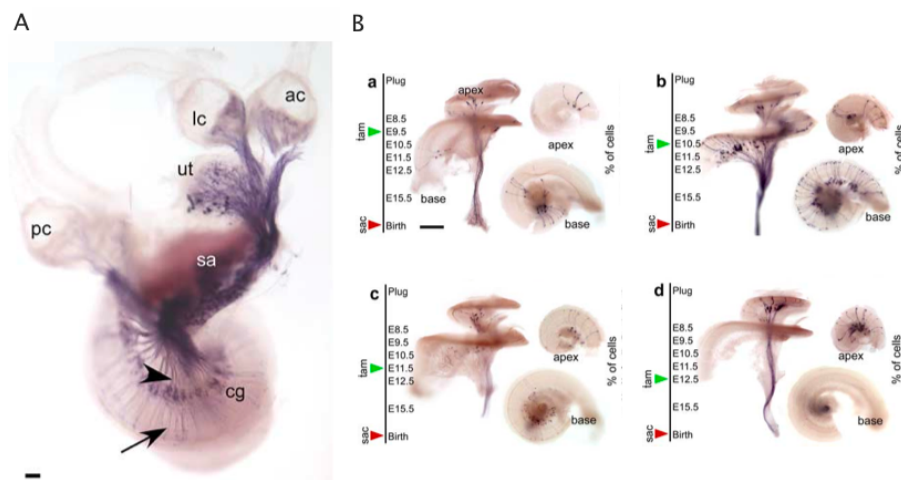 A
lc
ac
ut
pc
sa
cg
B
a
Plug
E8.5
E9.5
E10.5
E11.5
E12.5
E15.5
Birth
tam
sac
apex
base
apex
base
% of cells
b
Plug
E8.5
E9.5
E10.5
E11.5
E12.5
E15.5
Birth
tam
sac
apex
base
% of cells
c
Plug
E8.5
E9.5
E10.5
E11.5
E12.5
E15.5
Birth
tam
sac
apex
base
% of cells
d
Plug
E8.5
E9.5
E10.5
E11.5
E12.5
E15.5
Birth
tam
sac
apex
base